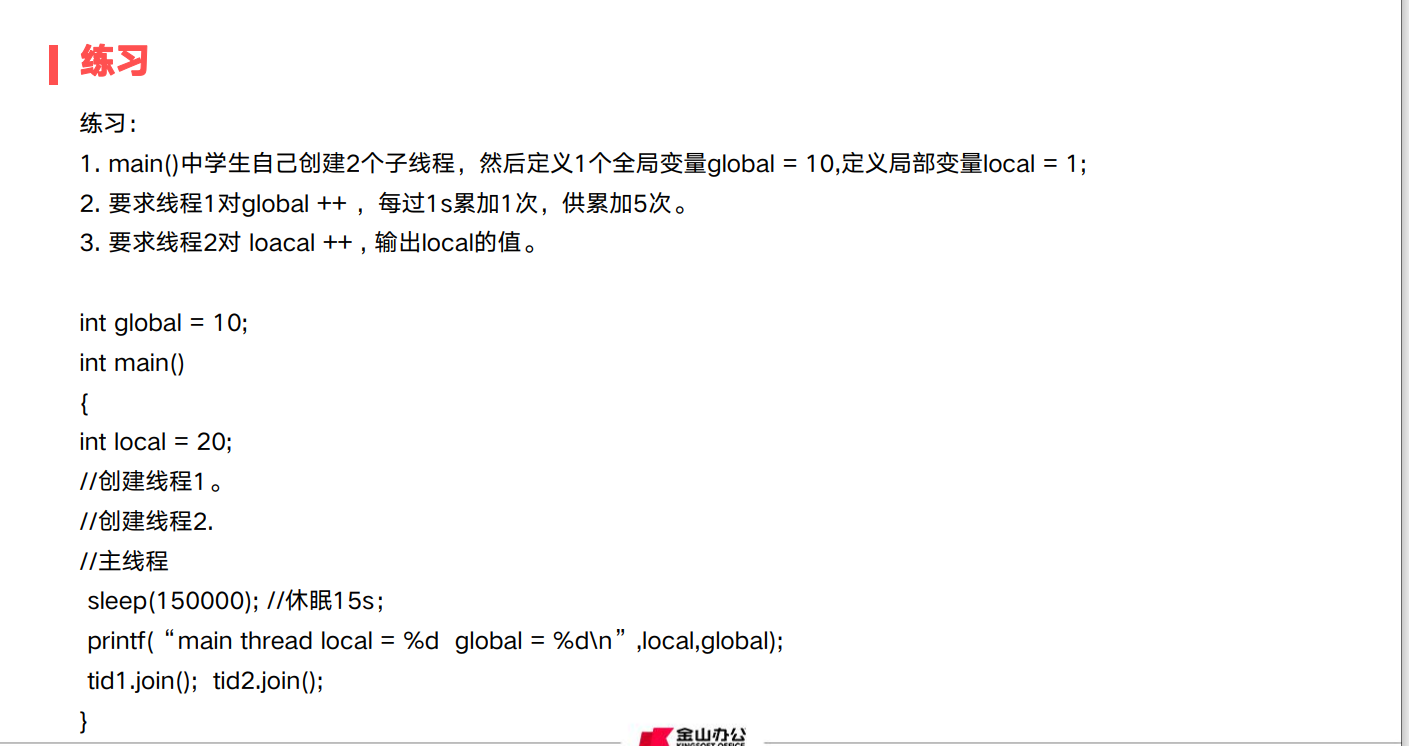 练习
练习：
1. main()中学生自己创建2个子线程，然后定义1个全局变量global = 10,定义局部变量local = 1;
2. 要求线程1对global ++ ，每过1s累加1次，供累加5次。
3. 要求线程2对 loacal ++ , 输出local的值。
int global = 10;
int main()
{
int local = 20;
//创建线程1。
//创建线程2.
//主线程
sleep(150000); //休眠15s；
printf(“main thread local = %d  global = %d\n” ,local,global);
tid1.join();  tid2.join();
}
金山办公
KINGSOFT OFFICE